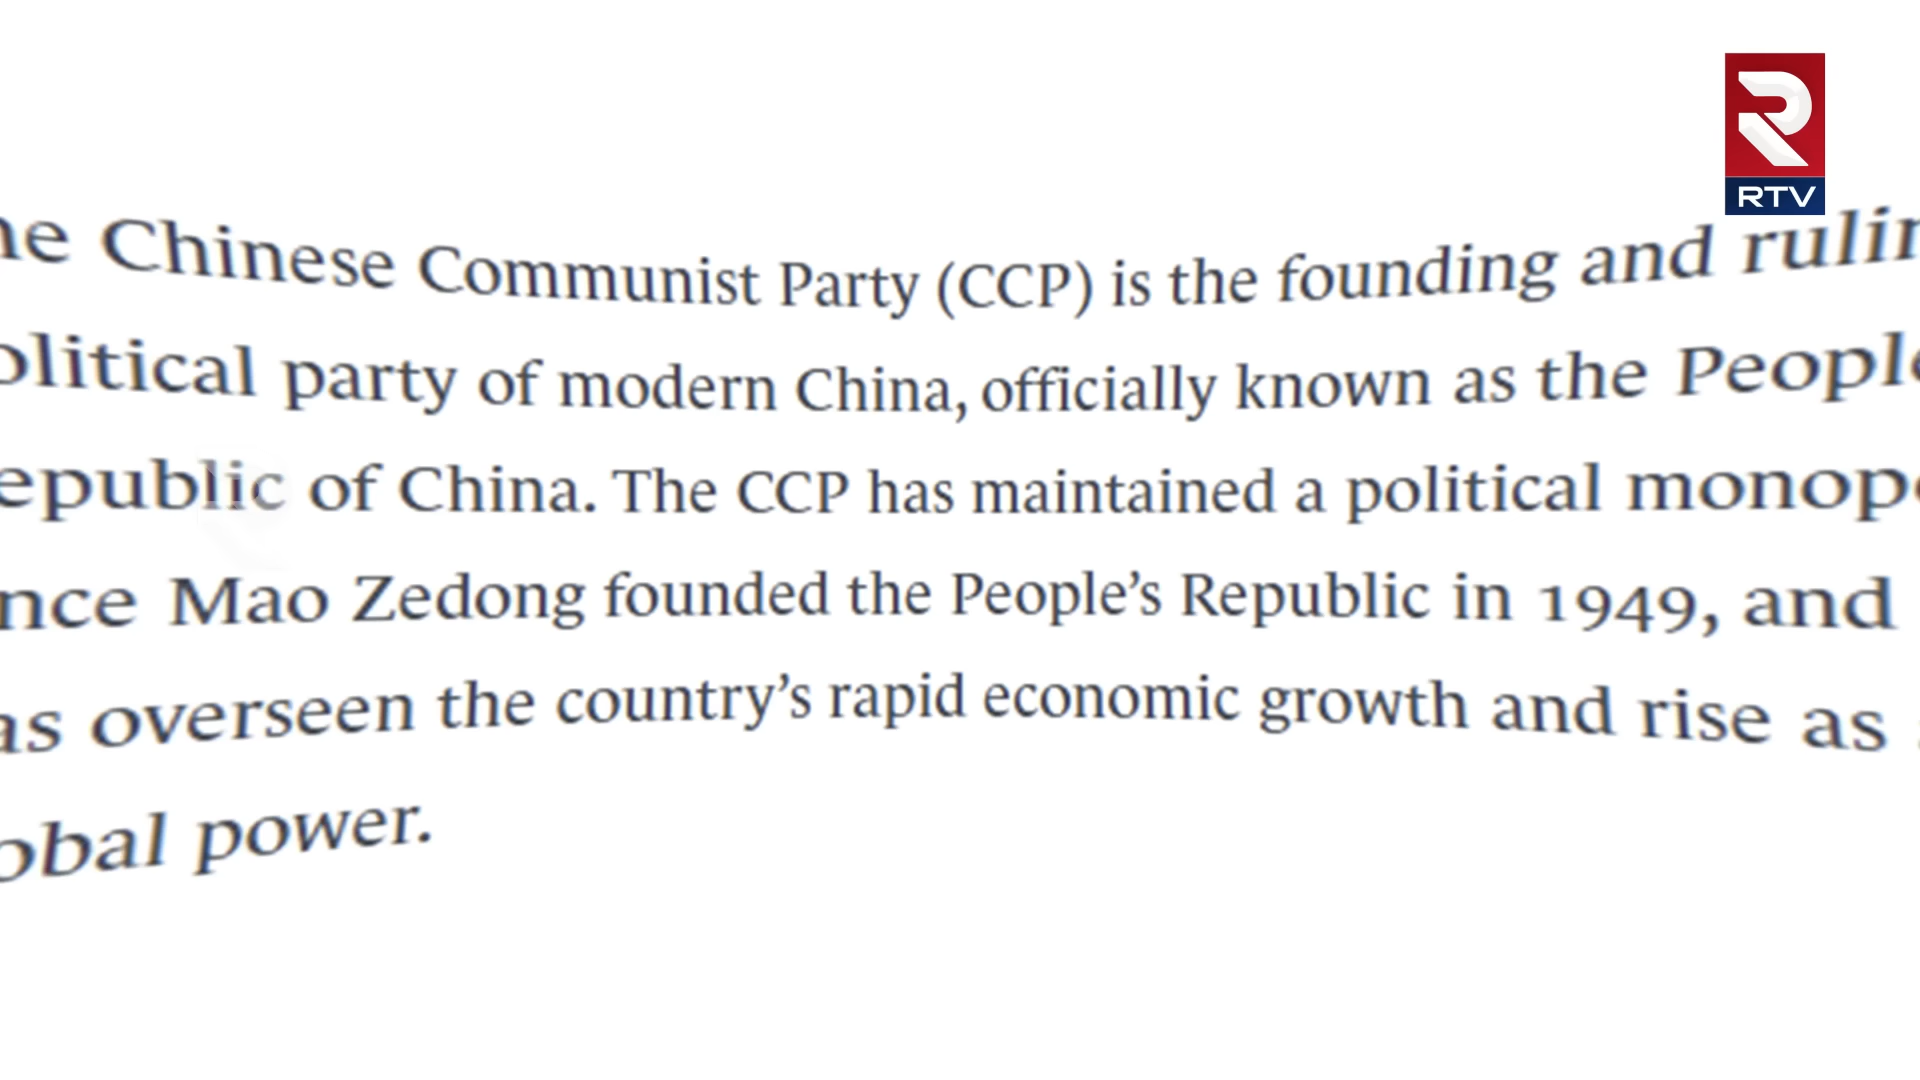 RTV
he Chinese Communist Party (CCP) is the founding and rulin
olitical party of modern China, officially known as the People
epublic of China. The CCP has maintained a political monopo
nce Mao Zedong founded the People’s Republic in 1949, and
as overseen the country’s rapid economic growth and rise as
obal power.